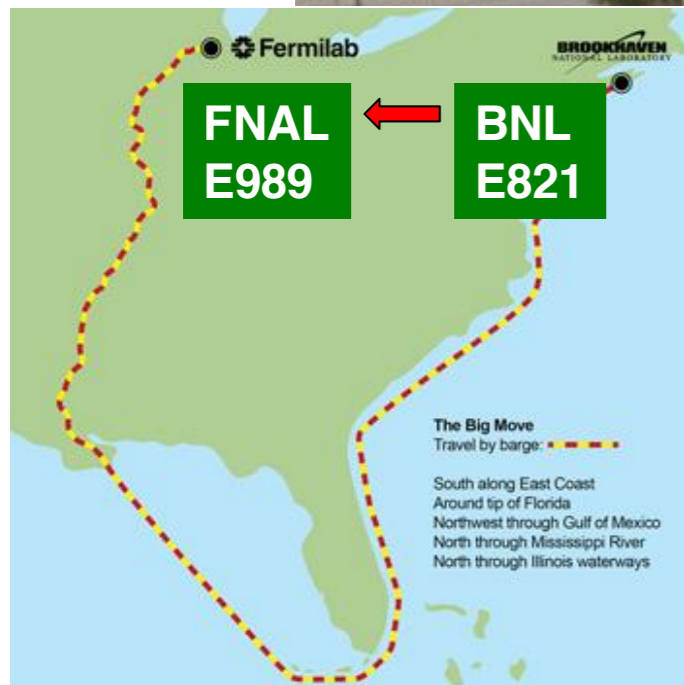 Fermilab
BROOKHAVEN
NATIONAL LABORATORY
FNAL
E989
BNL
E821
The Big Move
Travel by barge:
South along East Coast
Around tip of Florida
Northwest through Gulf of Mexico
North through Mississippi River
North through Illinois waterways